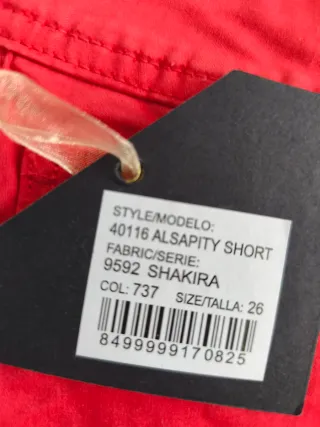 STYLE/MODELO:
40116 ALSAPITY SHORT
FABRIC/SERIE:
9592 SHAKIRA
COL: 737 SIZE/TALLA: 26
8499999170825